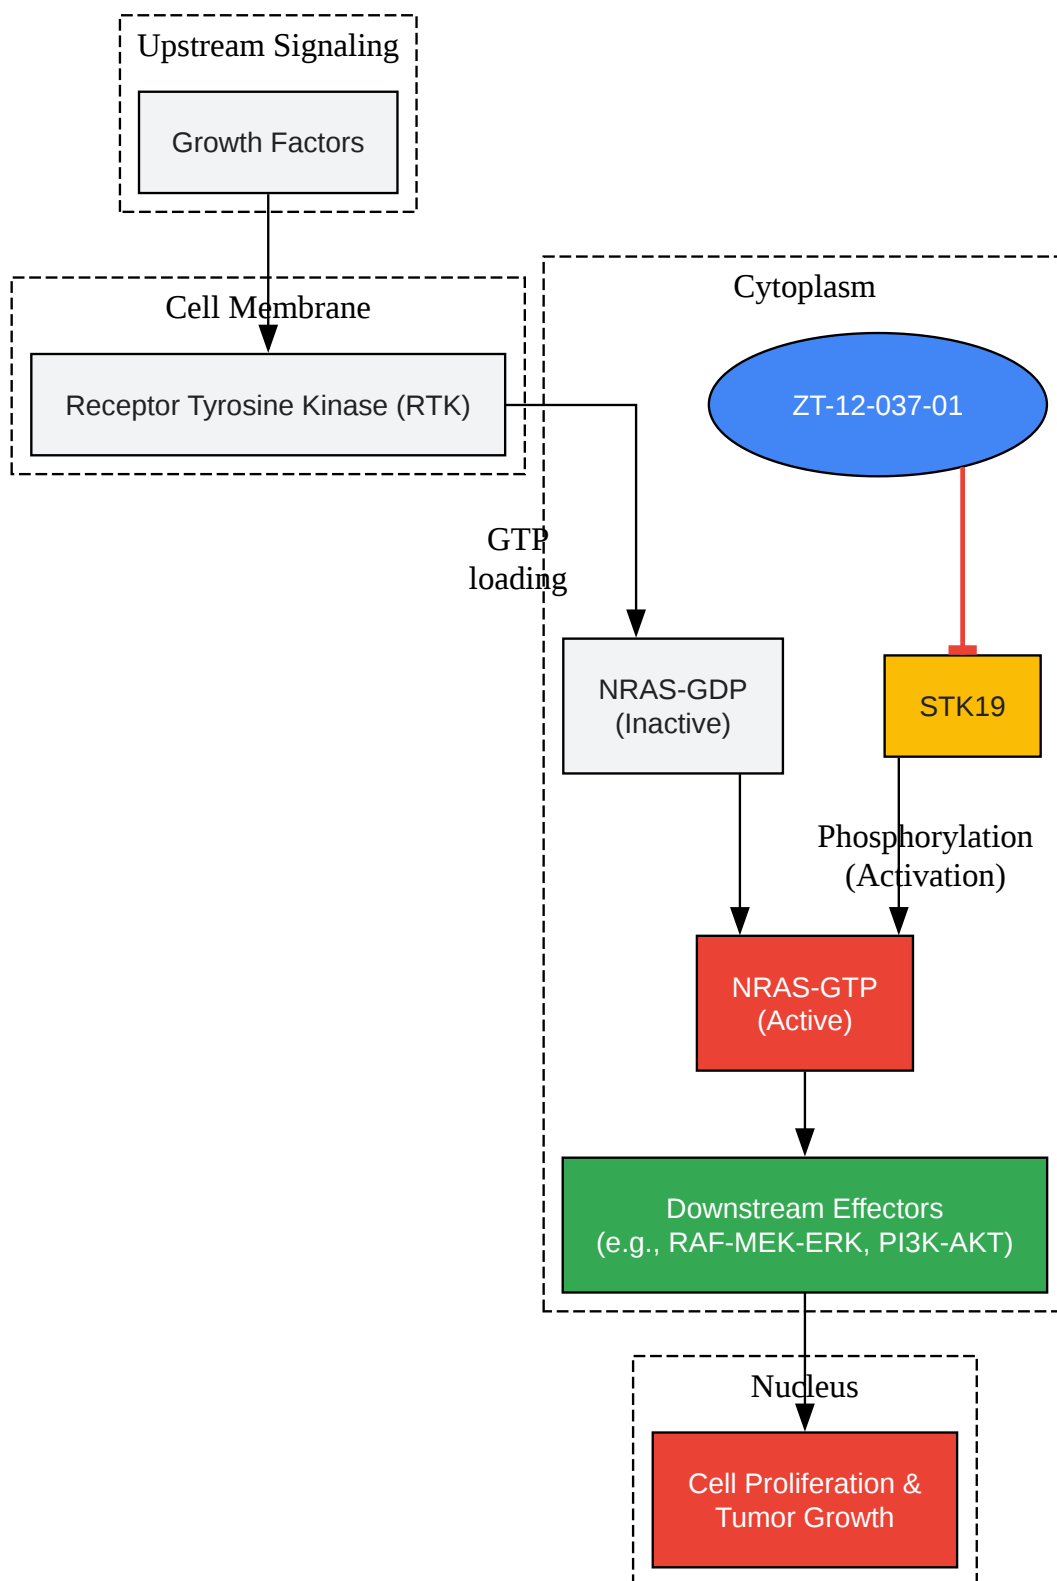 Upstream Signaling
Growth Factors
Cell Membrane
Receptor Tyrosine Kinase (RTK)
Cytoplasm
ZT-12-037-01
GTP
loading
NRAS-GDP
(Inactive)
STK19
Phosphorylation
(Activation)
NRAS-GTP
(Active)
Downstream Effectors
(e.g., RAF-MEK-ERK, PI3K-AKT)
Nucleus
Cell Proliferation &
Tumor Growth